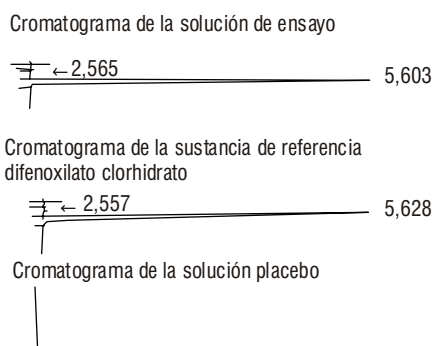 Cromatograma de la solución de ensayo
←2,565
5,603
Cromatograma de la sustancia de referencia
difenoxilato clorhidrato
← 2,557
5,628
Cromatograma de la solución placebo